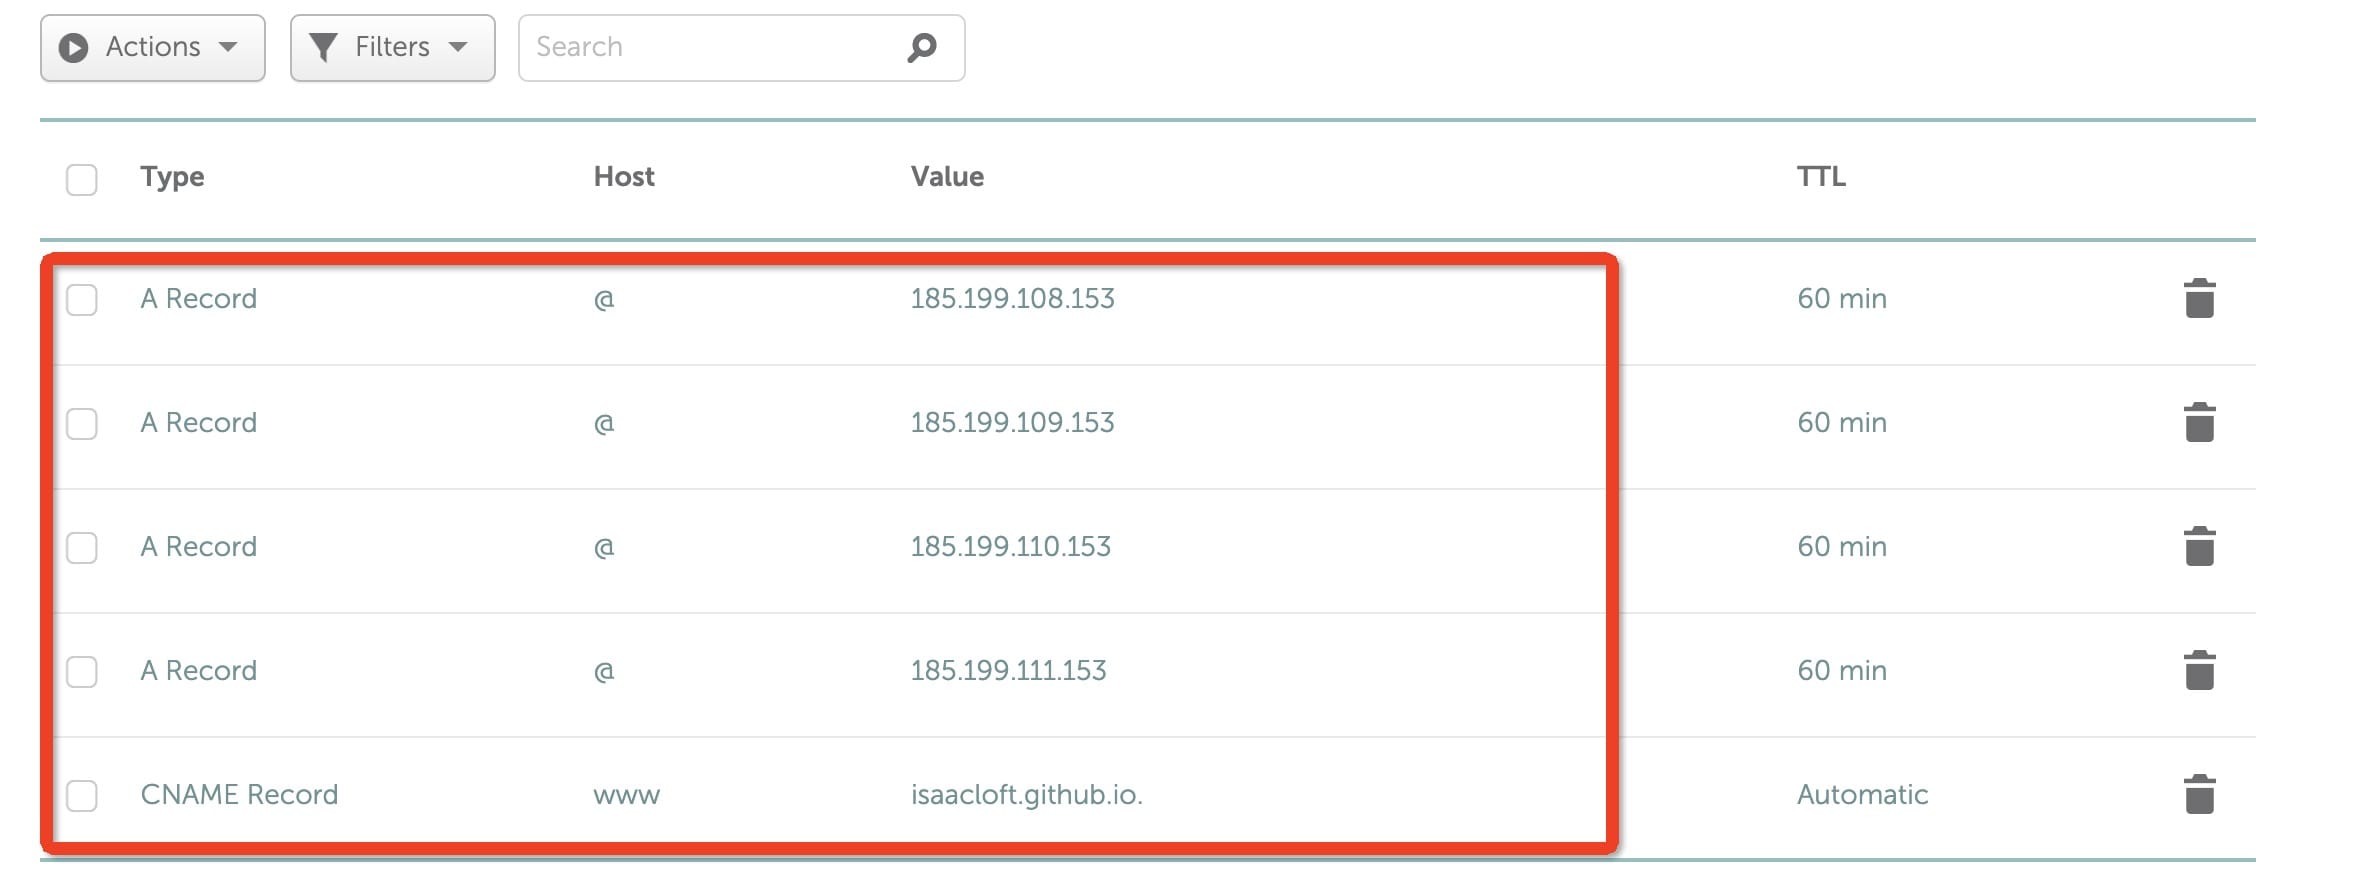 Actions Filters Search
Type Host Value TTL
A Record @ 185.199.108.153 60 min
A Record @ 185.199.109.153 60 min
A Record @ 185.199.110.153 60 min
A Record @ 185.199.111.153 60 min
CNAME Record www isaacloft.github.io. Automatic